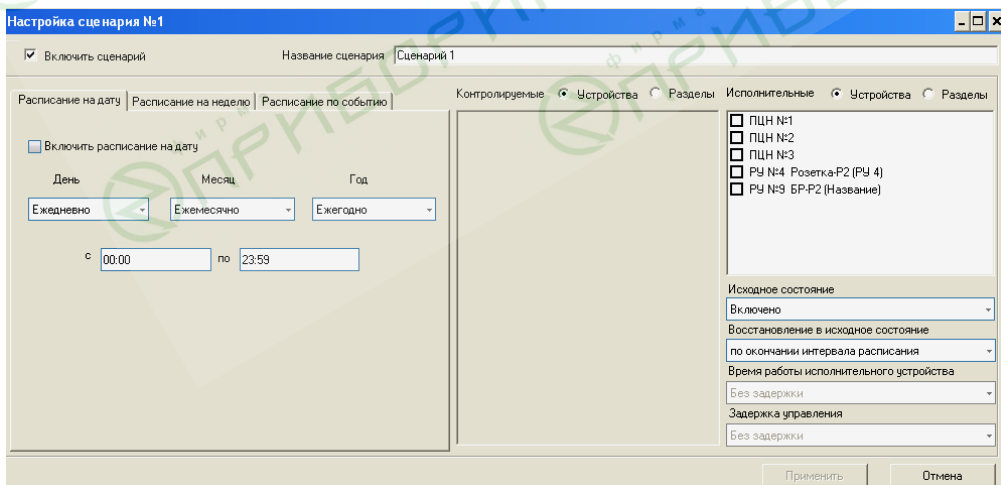 Настройка сценария №1
Включить сценарий
Название сценария Сценарий 1
Расписание на дату Расписание на неделю Расписание по событию
Включить расписание на дату
День Месяц Год
Ежедневно Ежемесячно Ежегодно
с 00:00 по 23:59
Контролируемые Устройства Разделы
Исполнительные Устройства Разделы
ПЦН №1
ПЦН №2
ПЦН №3
РУ №4 Розетка-Р2 (РУ 4)
РУ №9 БР-Р2 (Название)
Исходное состояние
Включено
Восстановление в исходное состояние
по окончании интервала расписания
Время работы исполнительного устройства
Без задержки
Задержка управления
Без задержки
Применить Отмена
фирма
ПРИБОР
фирма
ПРИБОР